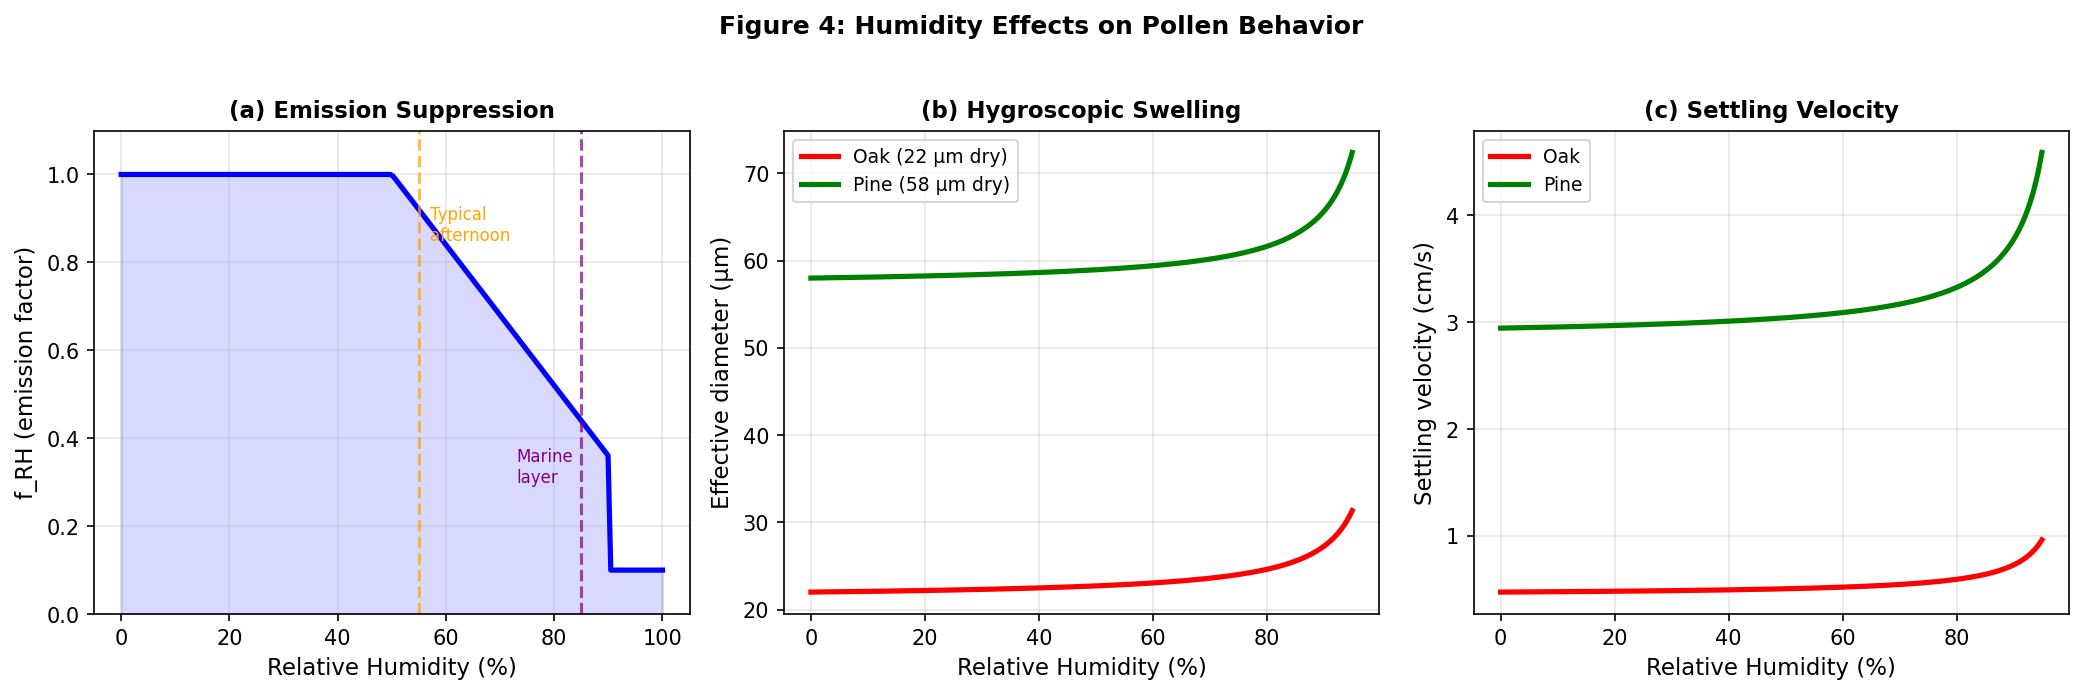 Figure 4: Humidity Effects on Pollen Behavior
(a) Emission Suppression
f_RH (emission factor)
1.0
0.8
0.6
0.4
0.2
0.0
Typical
afternoon
Marine
layer
0 20 40 60 80 100
Relative Humidity (%)
(b) Hygroscopic Swelling
Effective diameter (μm)
Oak (22 μm dry)
Pine (58 μm dry)
70
60
50
40
30
20
0 20 40 60 80
Relative Humidity (%)
(c) Settling Velocity
Settling velocity (cm/s)
Oak
Pine
4
3
2
1
0 20 40 60 80
Relative Humidity (%)